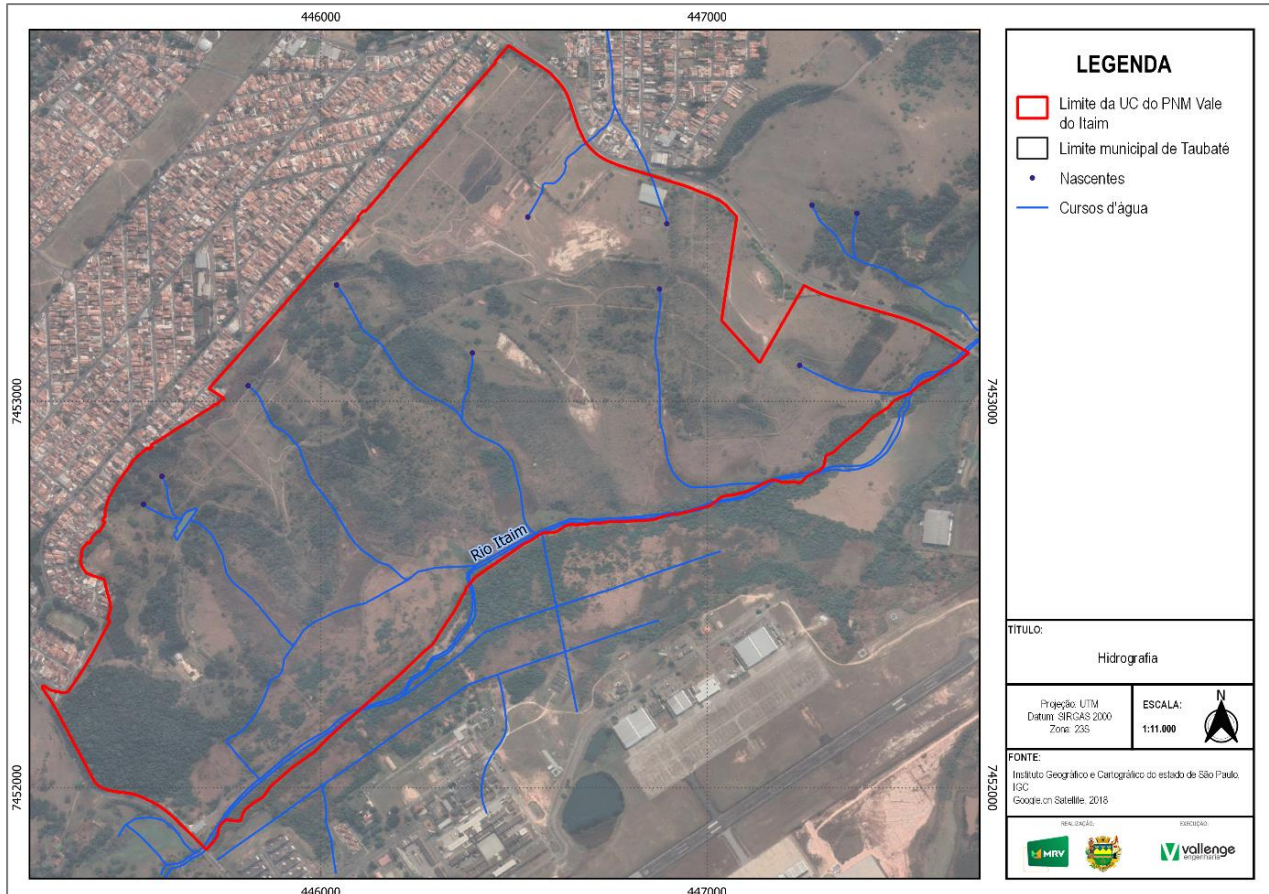 446000
447000
7453000
7453000
7452000
7452000
Rio Itaim
446000
447000
LEGENDA
Limite da UC do PNM Vale
do Itaim
Limite municipal de Taubaté
Nascentes
Cursos d'água
TÍTULO:
Hidrografia
Projeção: UTM
Datum: SIRGAS 2000
Zona: 23S
ESCALA:
1:11.000
N
FONTE:
Instituto Geográfico e Cartográfico do estado de São Paulo,
IGC
Google.cn Satellite, 2018
REALIZAÇÃO:
EXECUÇÃO:
MRV
vallenge
engenharia